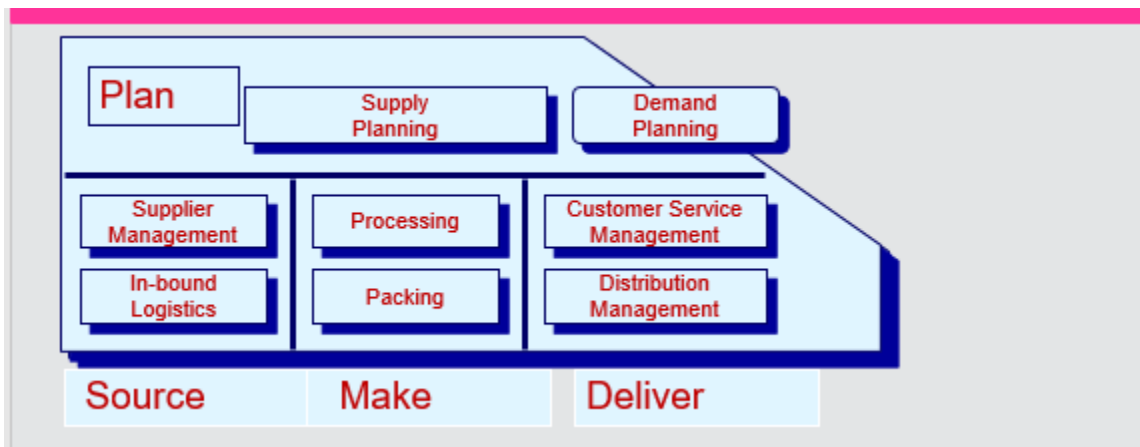 Plan
Supply
Planning
Demand
Planning
Supplier
Management
Processing
Customer Service
Management
In-bound
Logistics
Packing
Distribution
Management
Source
Make
Deliver